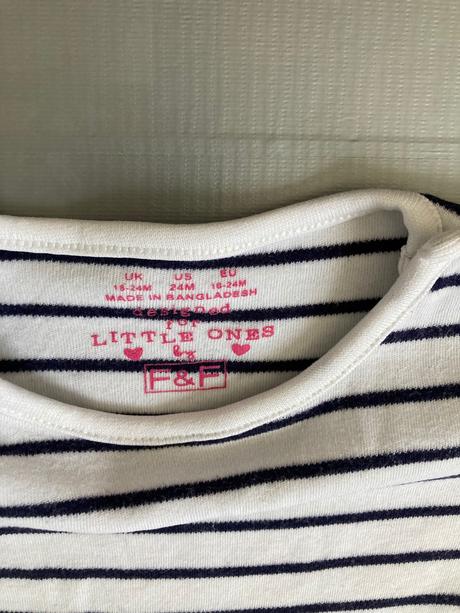 UK US EU
18-24M 24M 18-24M
MADE IN BANGLADESH
designed
for
LITTLE ONES
by
F&F